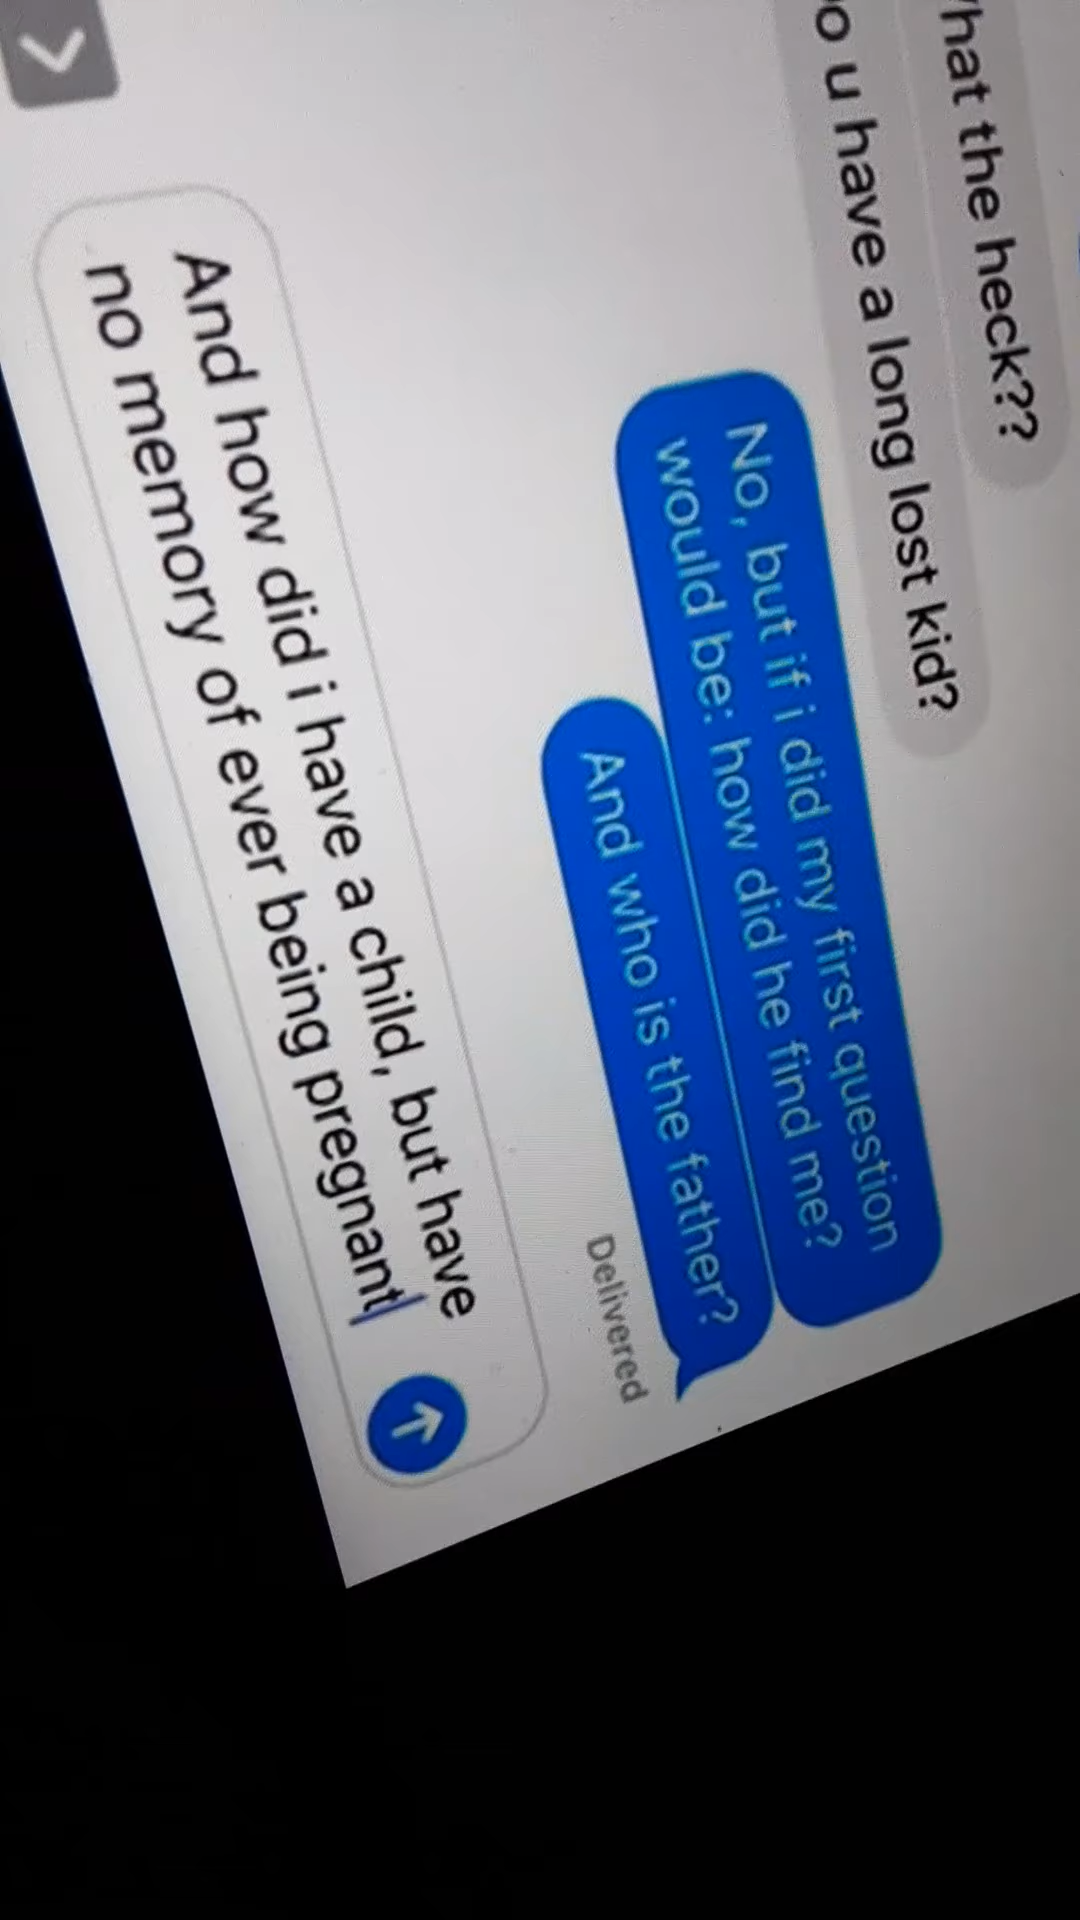 hat the heck??
o u have a long lost kid?
No, but if i did my first question
would be: how did he find me?
And who is the father?
Delivered
And how did i have a child, but have
no memory of ever being pregnant